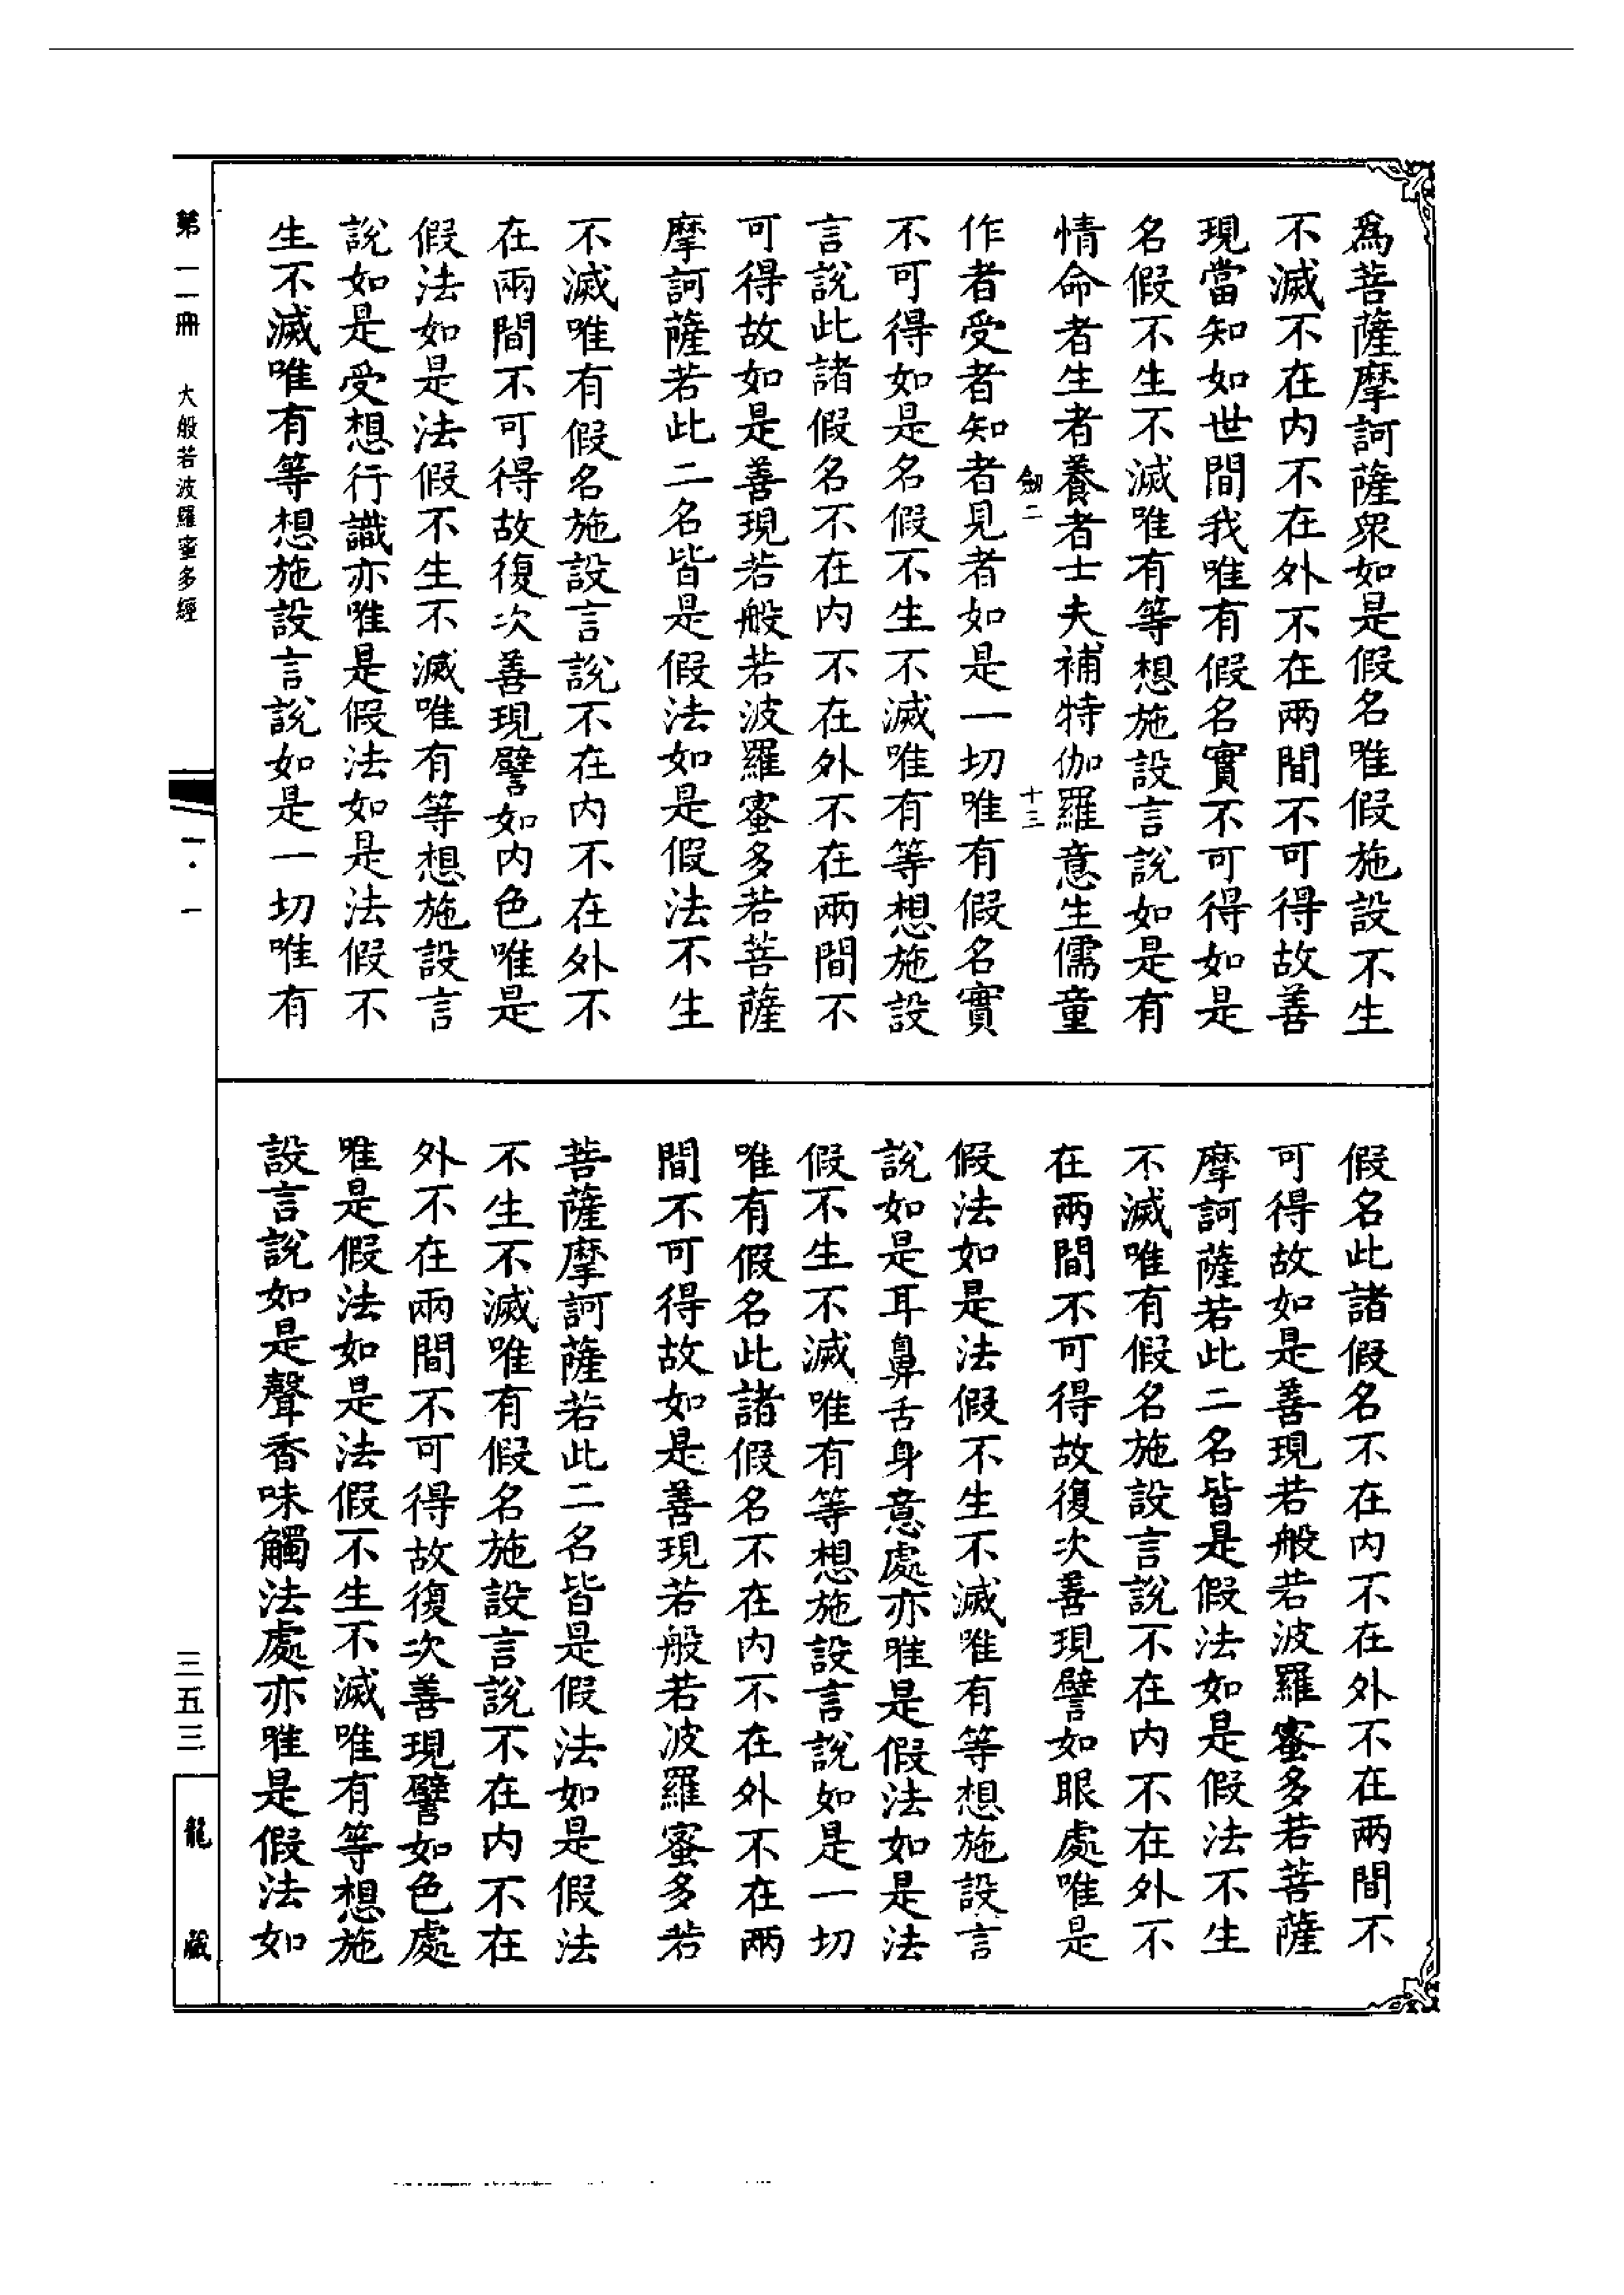 為菩薩摩訶薩衆如是假名唯假施設不生
不滅不在内不在外不在兩間不可得故善
現當知如世間我唯有假名實不可得如是
名假不生不滅唯有等想施設言說如是有
情命者生者養者士夫補特伽羅意生儒童
劒二 十三
作者受者知者見者如是一切唯有假名實
不可得如是名假不生不滅唯有等想施設
言說此諸假名不在内不在外不在兩間不
可得故如是善現若般若波羅蜜多若菩薩
摩訶薩若此二名皆是假法如是假法不生
不滅唯有假名施設言說不在内不在外不
在兩間不可得故復次善現譬如内色唯是
假法如是法假不生不滅唯有等想施設言
說如是受想行識亦唯是假法如是法假不
生不滅唯有等想施設言說如是一切唯有
假名此諸假名不在内不在外不在兩間不
可得故如是善現若般若波羅蜜多若菩薩
摩訶薩若此二名皆是假法如是假法不生
不滅唯有假名施設言說不在内不在外不
在兩間不可得故復次善現譬如眼處唯是
假法如是法假不生不滅唯有等想施設言
說如是耳鼻舌身意處亦唯是假法如是法
假不生不滅唯有等想施設言說如是一切
唯有假名此諸假名不在内不在外不在兩
間不可得故如是善現若般若波羅蜜多若
菩薩摩訶薩若此二名皆是假法如是假法
不生不滅唯有假名施設言說不在内不在
外不在兩間不可得故復次善現譬如色處
唯是假法如是法假不生不滅唯有等想施
設言說如是聲香味觸法處亦唯是假法如
第一一冊 大般若波羅蜜多經 一·一 三五三
龍藏